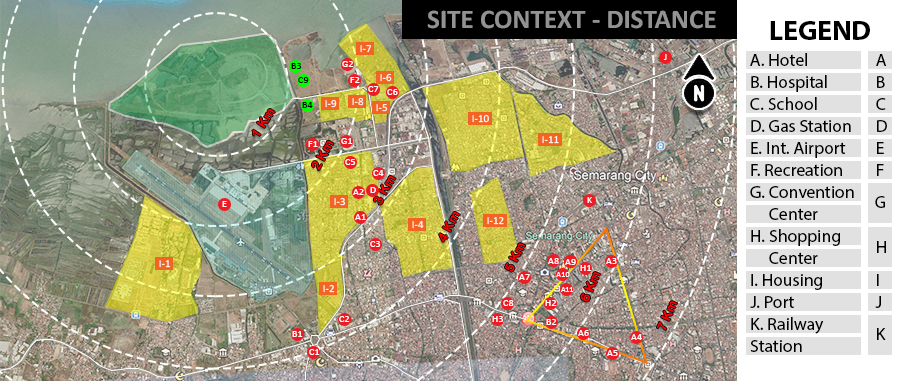 SITE CONTEXT - DISTANCE
N
I-7
J
G2
B3
C9
F2
I-6
C7
C6
B4
I-9
I-8
I-5
1 Km
I-10
I-11
F1
G1
2 Km
C5
C4
Semarang City
A2
D
3 Km
I-3
K
E
A1
I-4
4 Km
I-12
C3
Semarang City
5 Km
I-1
A8
A9
A3
A10
H1
A7
6 Km
A11
I-2
C8
H2
7 Km
H3
B2
C2
B1
A6
A4
C1
A5
LEGEND
A. Hotel A
B. Hospital B
C. School C
D. Gas Station D
E. Int. Airport E
F. Recreation F
G. Convention
Center G
H. Shopping
Center H
I. Housing I
J. Port J
K. Railway
Station K